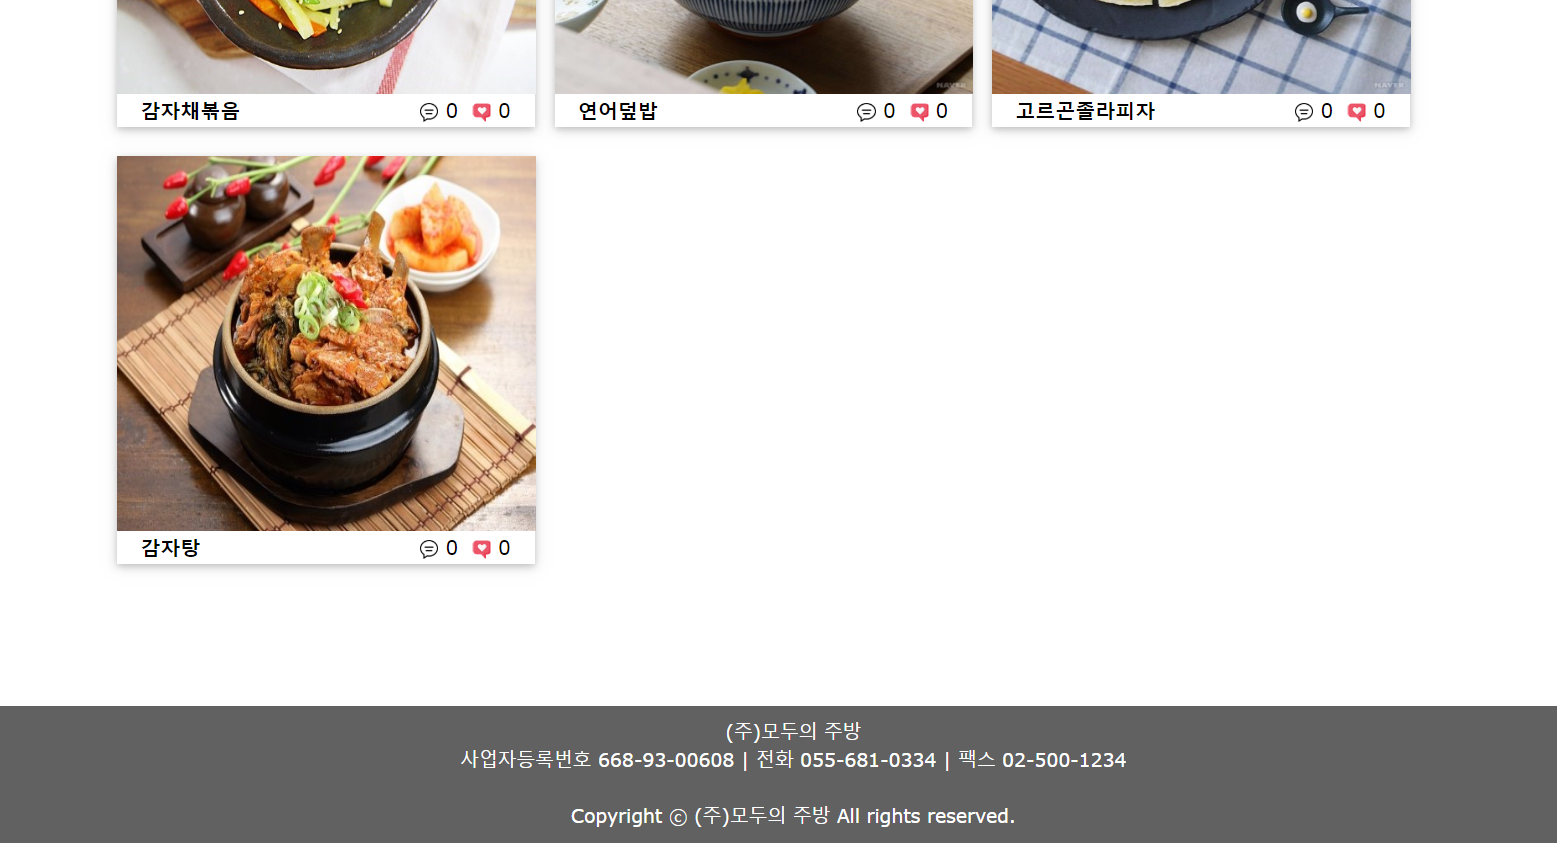 감자채볶음 0 0 연어덮밥 0 0 고르곤졸라피자 0 0
NAVER NAVER
감자탕 0 0
(주)모두의 주방
사업자등록번호 668-93-00608 | 전화 055-681-0334 | 팩스 02-500-1234
Copyright © (주)모두의 주방 All rights reserved.